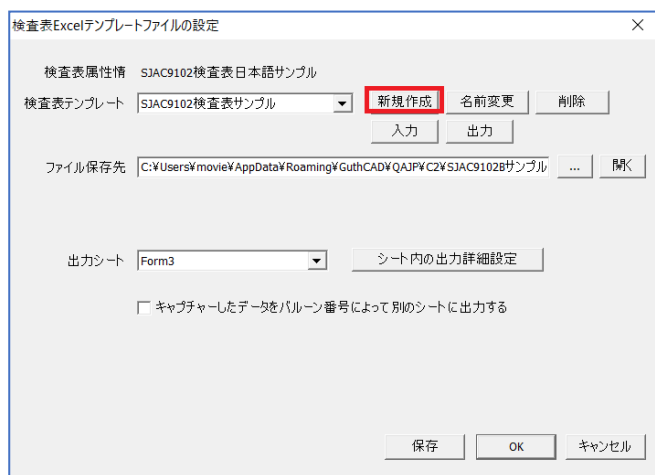 検査表Excelテンプレートファイルの設定
検査表属性情 SJAC9102検査表日本語サンプル
検査表テンプレート SJAC9102検査表サンプル 新規作成 名前変更 削除
入力 出力
ファイル保存先 C:¥Users¥movie¥AppData¥Roaming¥GuthCAD¥QAJP¥C2¥SJAC9102Bサンプル ... 開く
出力シート Form3 シート内の出力詳細設定
キャプチャーしたデータをバルーン番号によって別のシートに出力する
保存 OK キャンセル